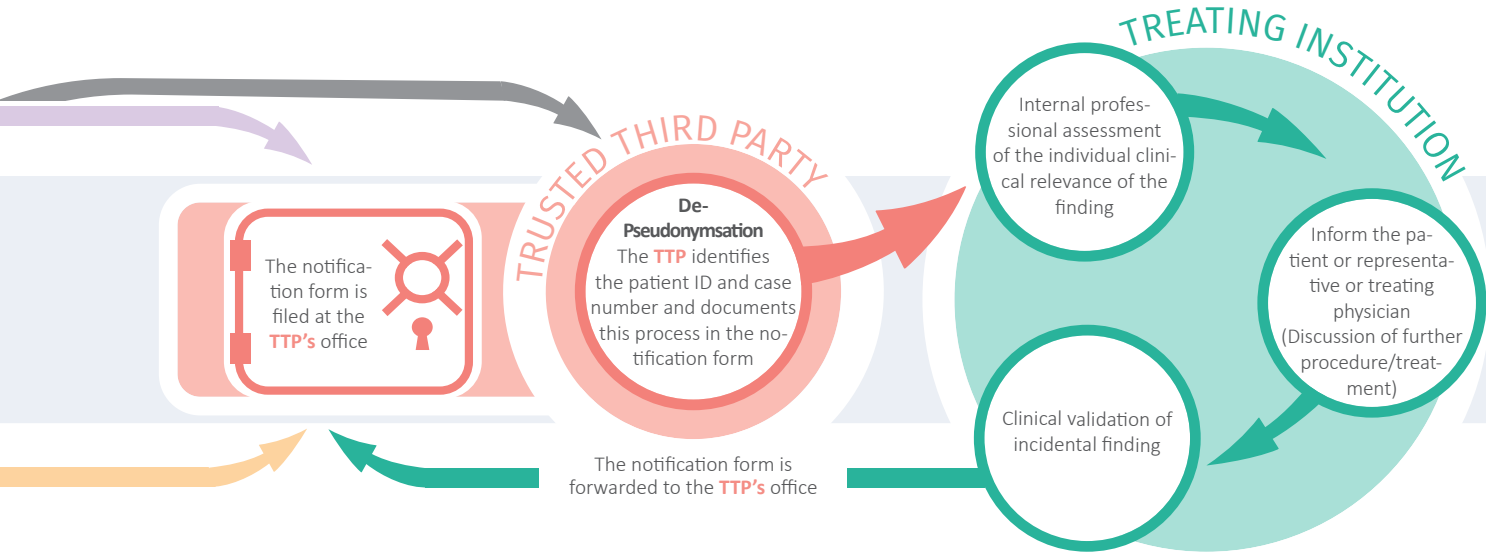 TREATING INSTITUTION
TRUSTED THIRD PARTY
The notifica-
tion form is
filed at the
TTP's office
De-
Pseudonymsation
The TTP identifies
the patient ID and case
number and documents
this process in the no-
tification form
Internal profes-
sional assessment
of the individual clini-
cal relevance of the
finding
Inform the pa-
tient or representa-
tive or treating
physician
(Discussion of further
procedure/treat-
ment)
Clinical validation of
incidental finding
The notification form is
forwarded to the TTP's office